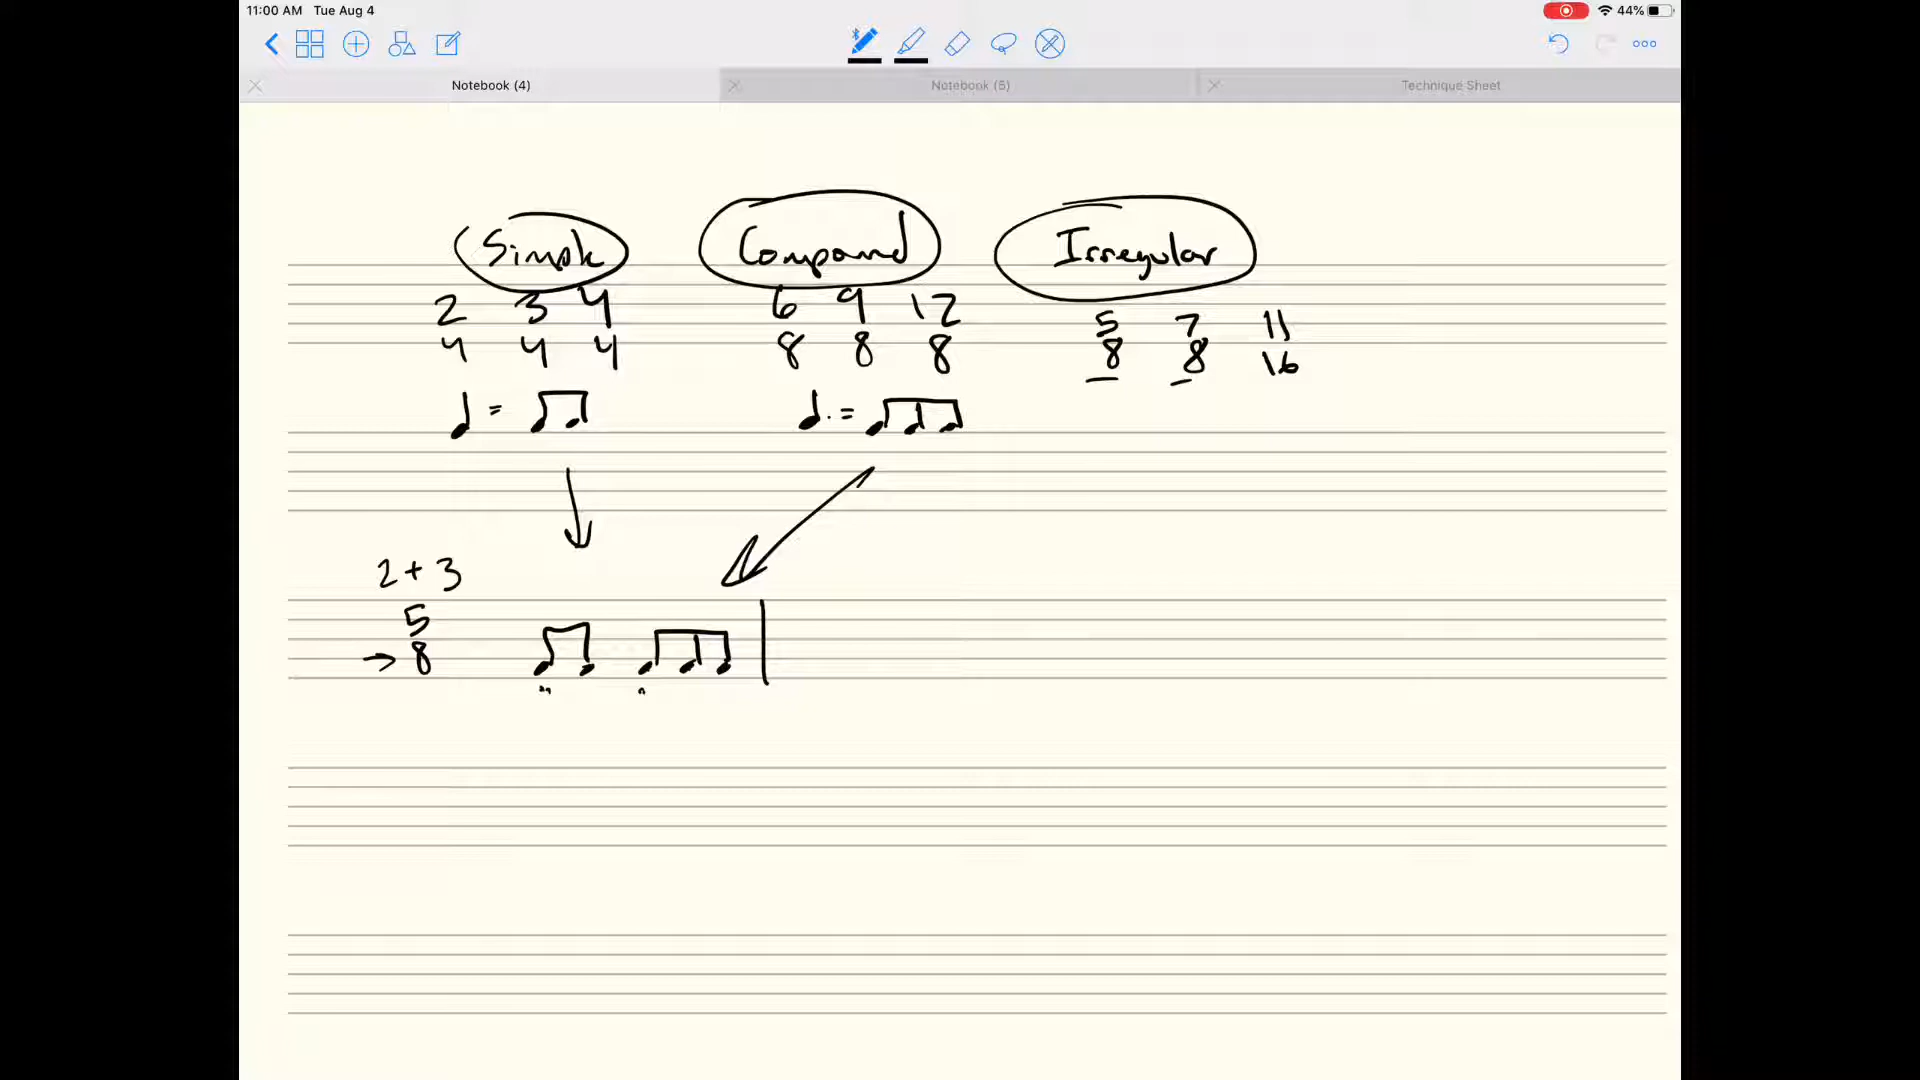 11:00 AM Tue Aug 4 44%
Notebook (4) Notebook (5) Technique Sheet
Simple Compound Irregular
2 3 4 6 9 12 5 7 11
4 4 4 8 8 8 8 8 16
= . =
2 + 3
5
→ 8